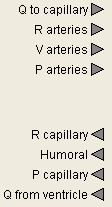 Q to capillary
R arteries
V arteries
P arteries
R capillary
Humoral
P capillary
Q from ventricle